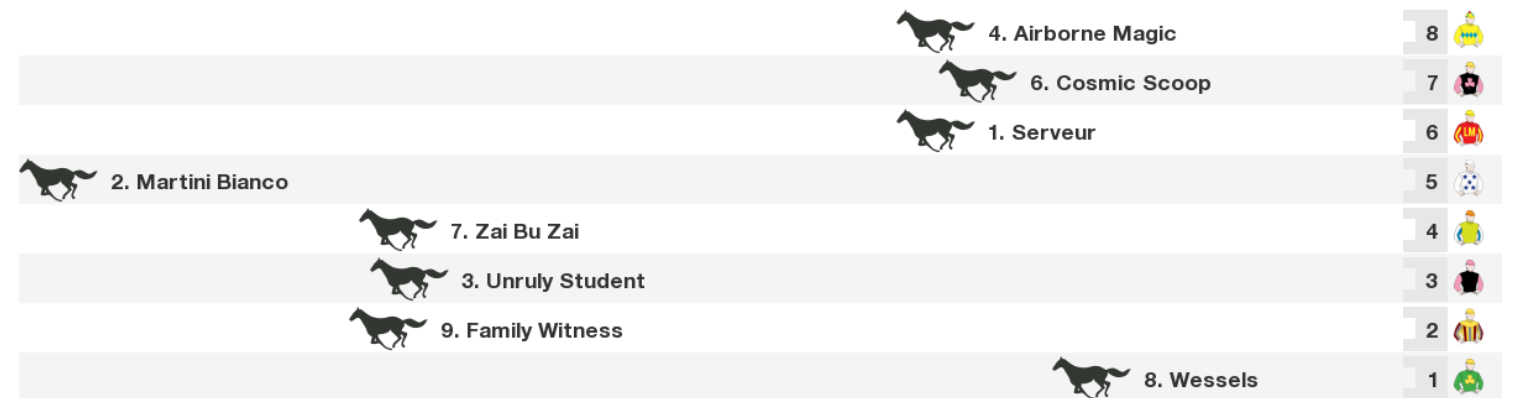 4. Airborne Magic 8
6. Cosmic Scoop 7
1. Serveur 6
LM
2. Martini Bianco 5
7. Zai Bu Zai 4
3. Unruly Student 3
9. Family Witness 2
8. Wessels 1